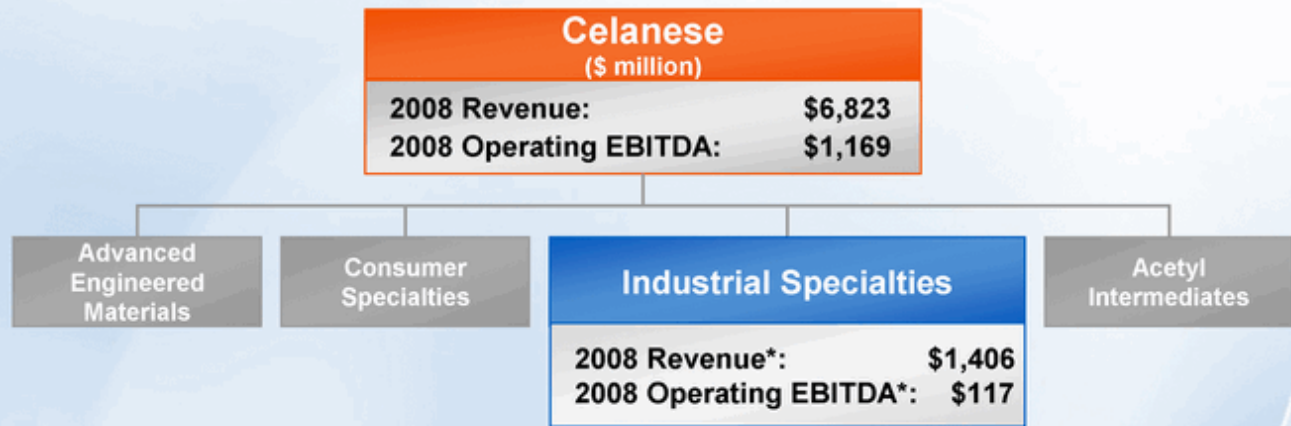 Celanese
($ million)
2008 Revenue: $6,823
2008 Operating EBITDA: $1,169
Advanced
Engineered
Materials
Consumer
Specialties
Industrial Specialties
Acetyl
Intermediates
2008 Revenue*: $1,406
2008 Operating EBITDA*: $117